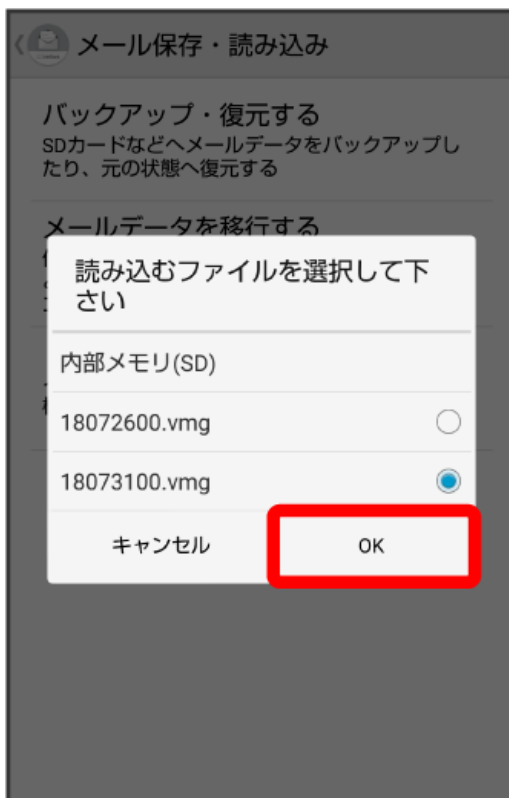 メール保存・読み込み
バックアップ・復元する
SDカードなどへメールデータをバックアップし
たり、元の状態へ復元する
メールデータを移行する
読み込むファイルを選択して下
さい
内部メモリ(SD)
18072600.vmg
18073100.vmg
キャンセル
OK